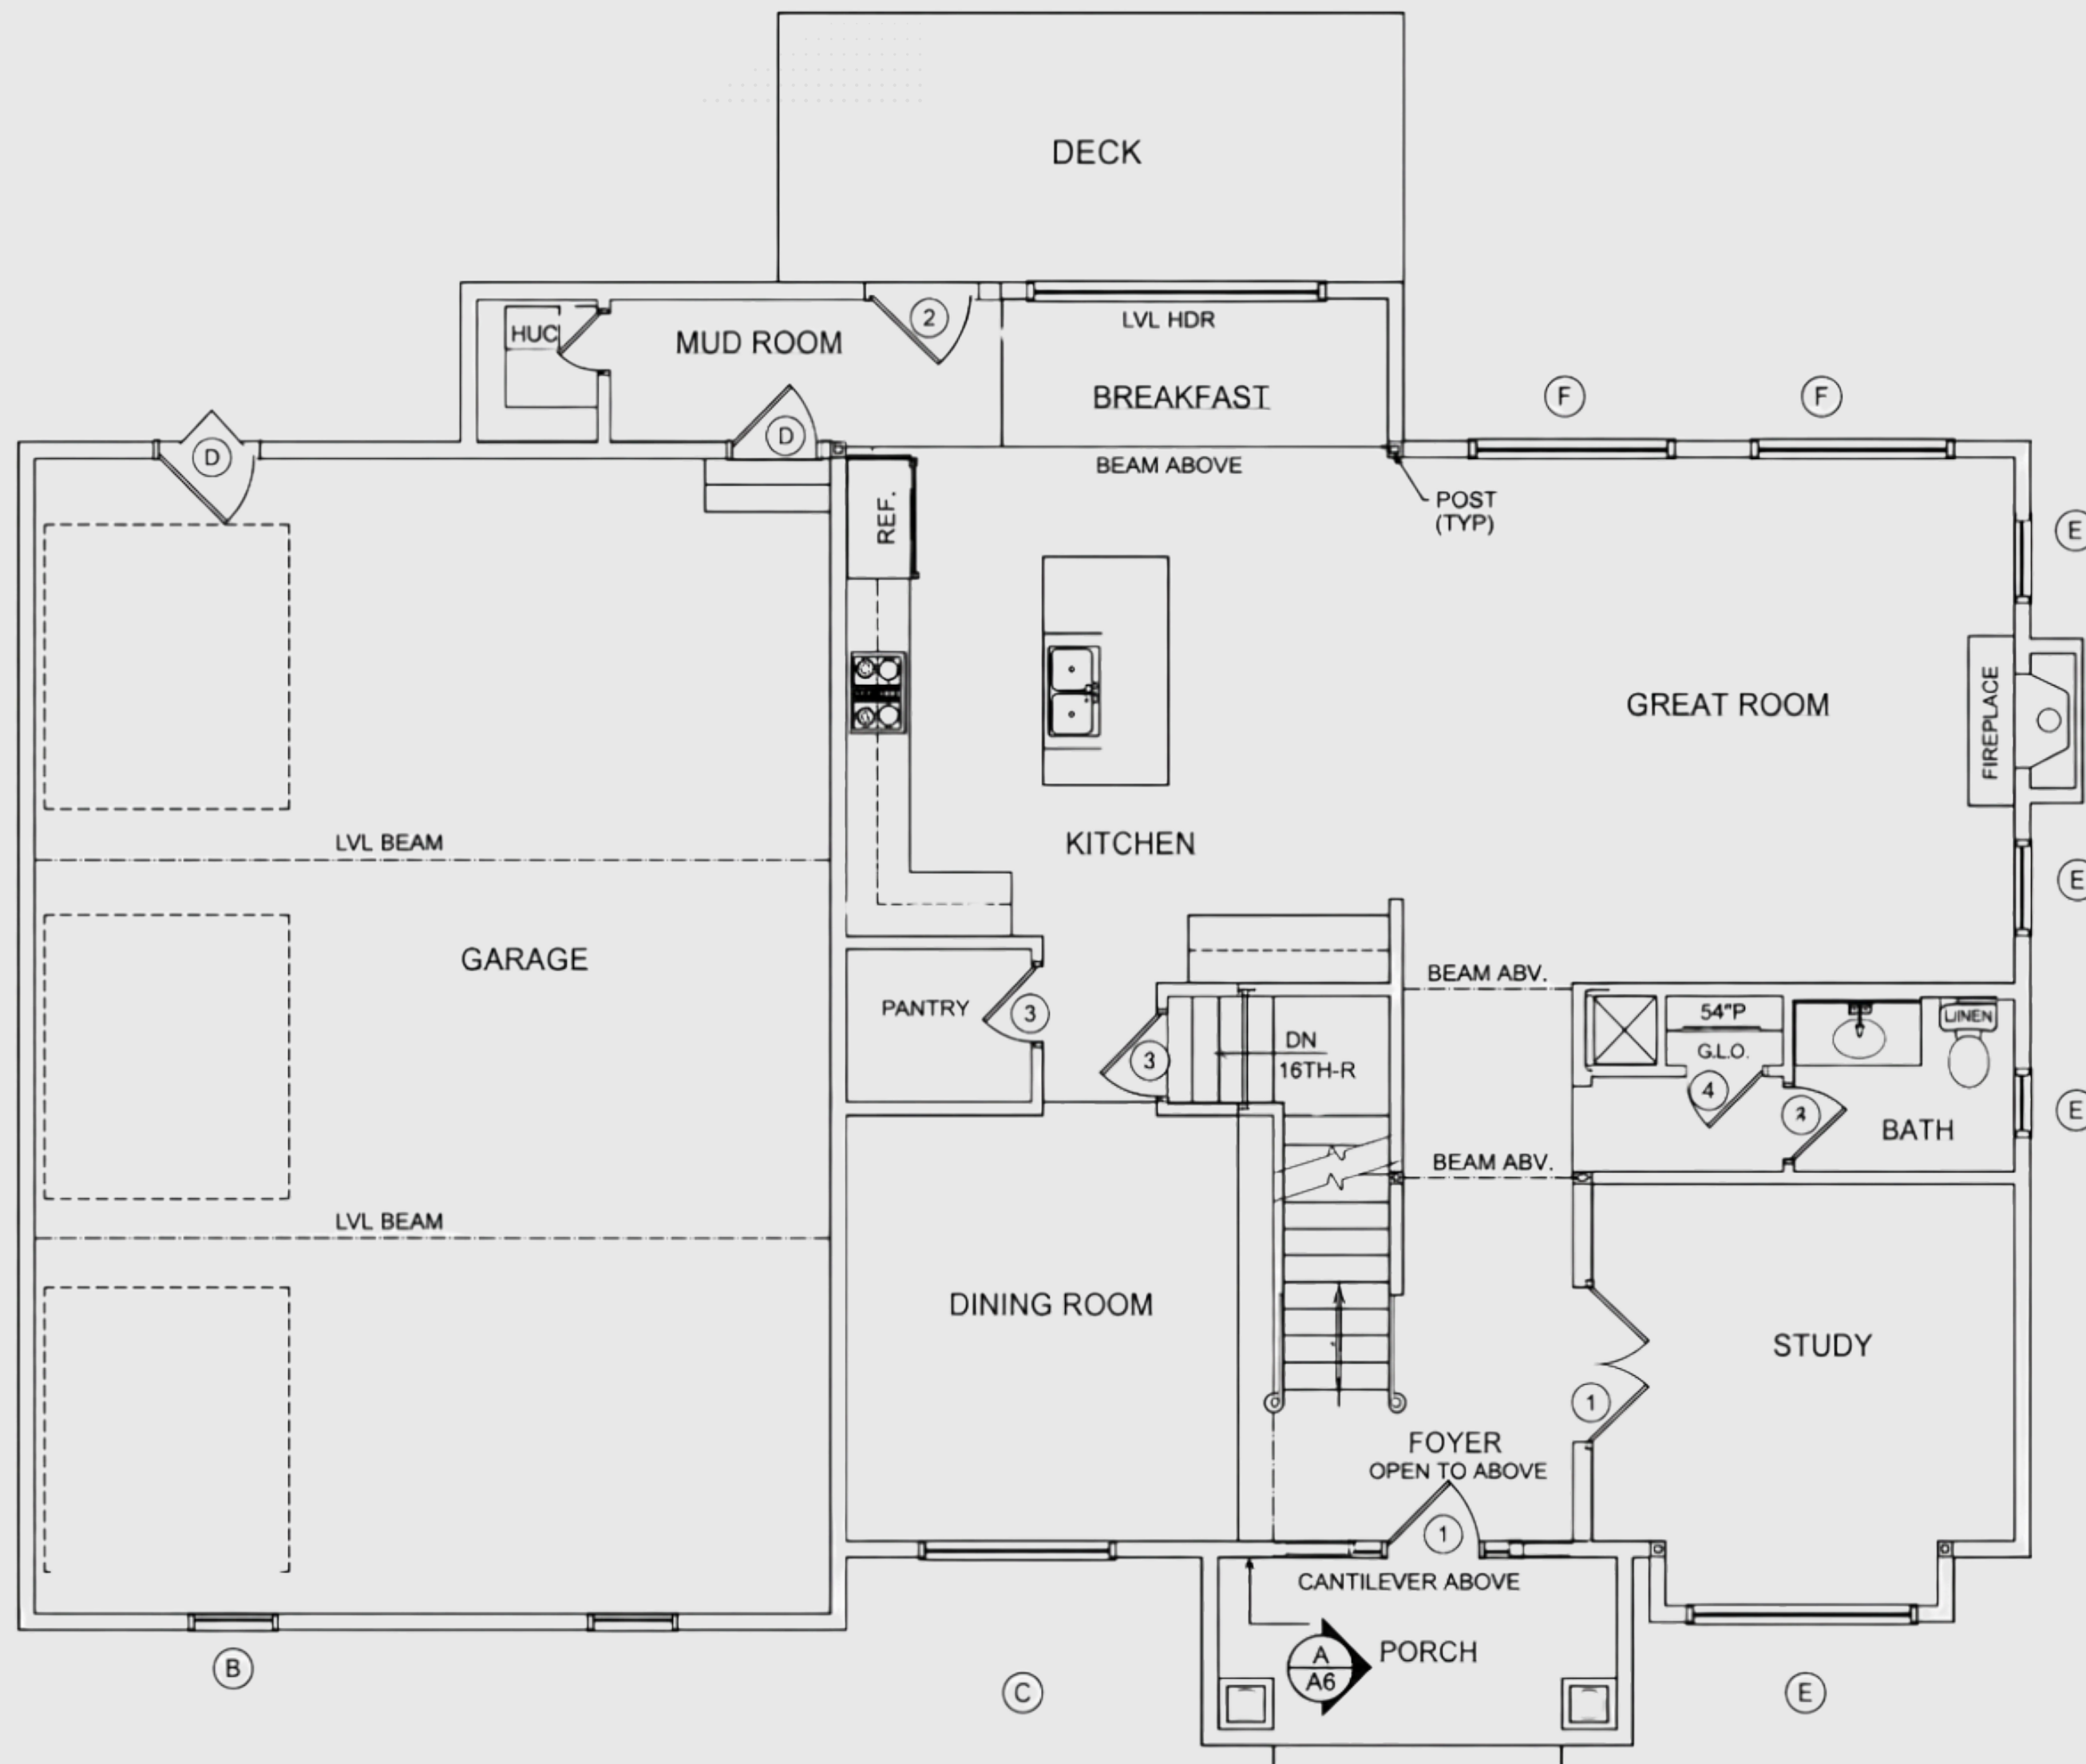 DECK
HUC
MUD ROOM
2
LVL HDR
BREAKFAST
F
F
D
D
BEAM ABOVE
POST
(TYP)
REF.
E
GREAT ROOM
FIREPLACE
LVL BEAM
KITCHEN
E
GARAGE
BEAM ABV.
PANTRY
3
3
DN
16TH-R
54"P
G.L.O.
LINEN
4
E
BATH
BEAM ABV.
LVL BEAM
DINING ROOM
STUDY
1
FOYER
OPEN TO ABOVE
1
CANTILEVER ABOVE
A
A6
PORCH
B
C
E